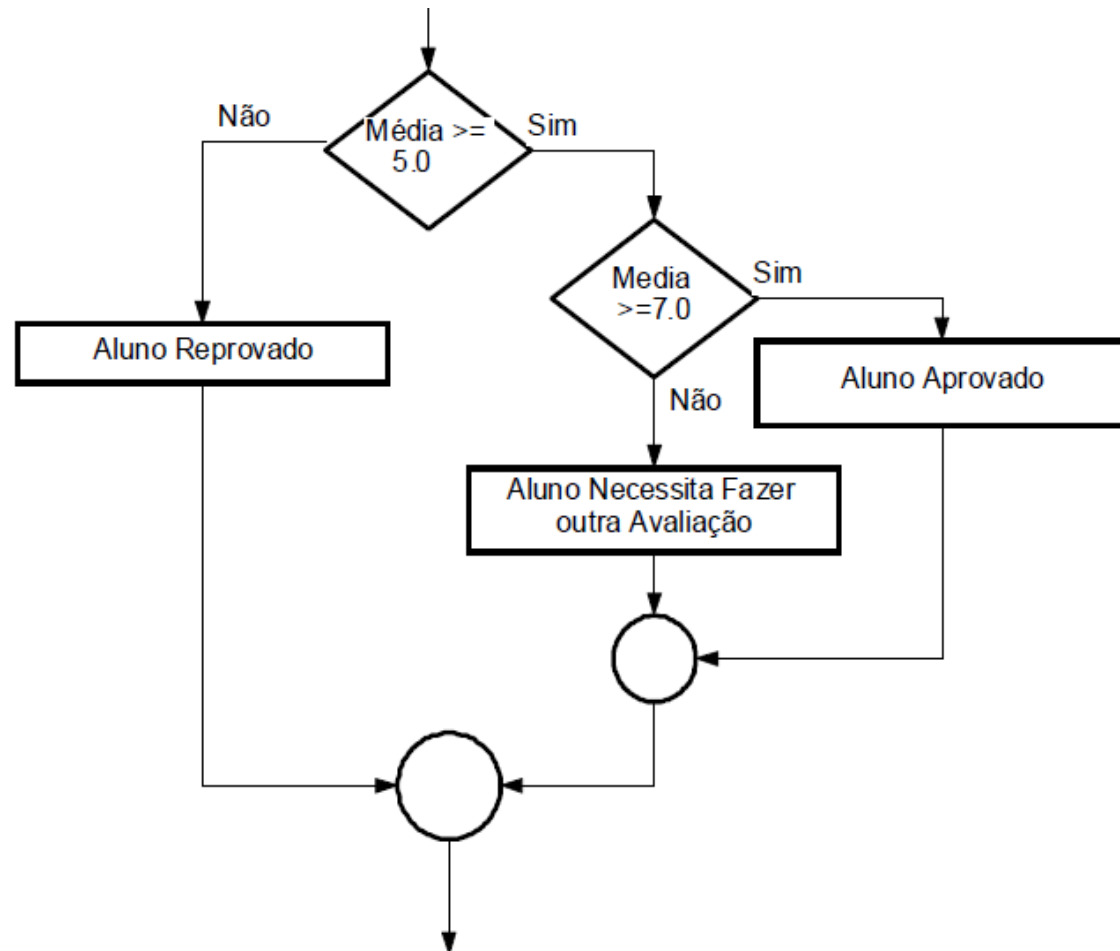 Não
Média >=
5.0
Sim
Media
>=7.0
Sim
Não
Aluno Reprovado
Aluno Aprovado
Aluno Necessita Fazer
outra Avaliação